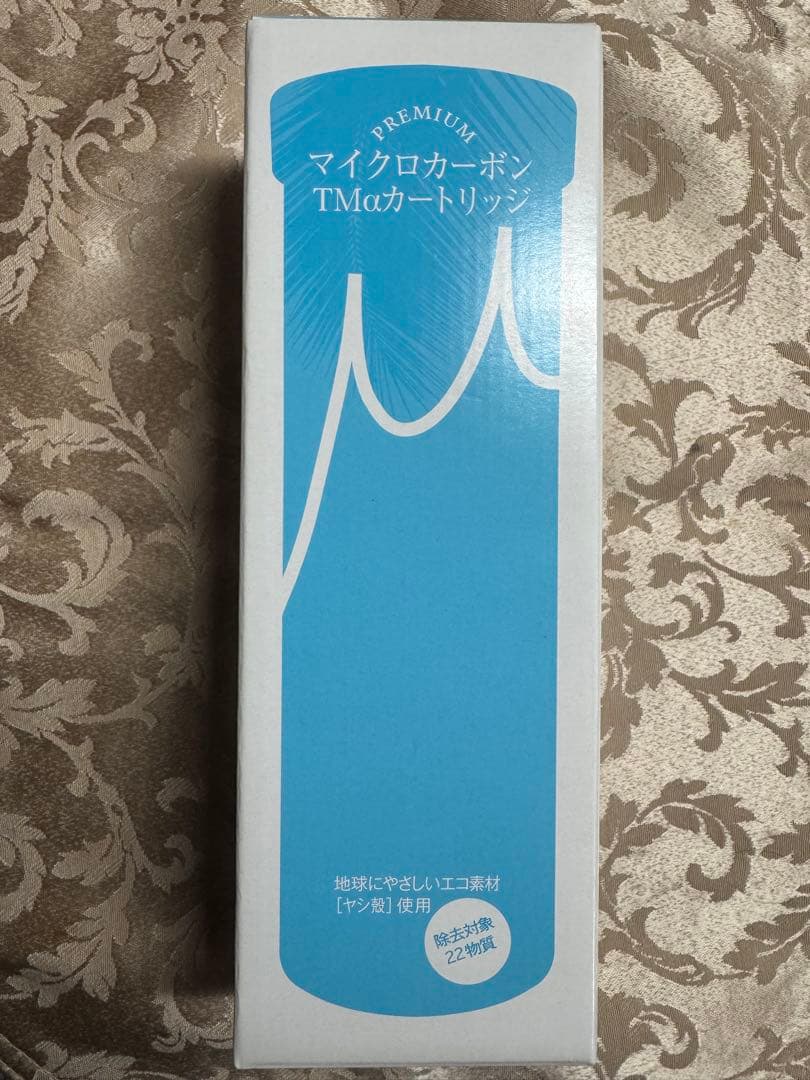 PREMIUM
マイクロカーボン
TMαカートリッジ
μ
地球にやさしいエコ素材
[ヤシ殻] 使用
除去対象
22物質